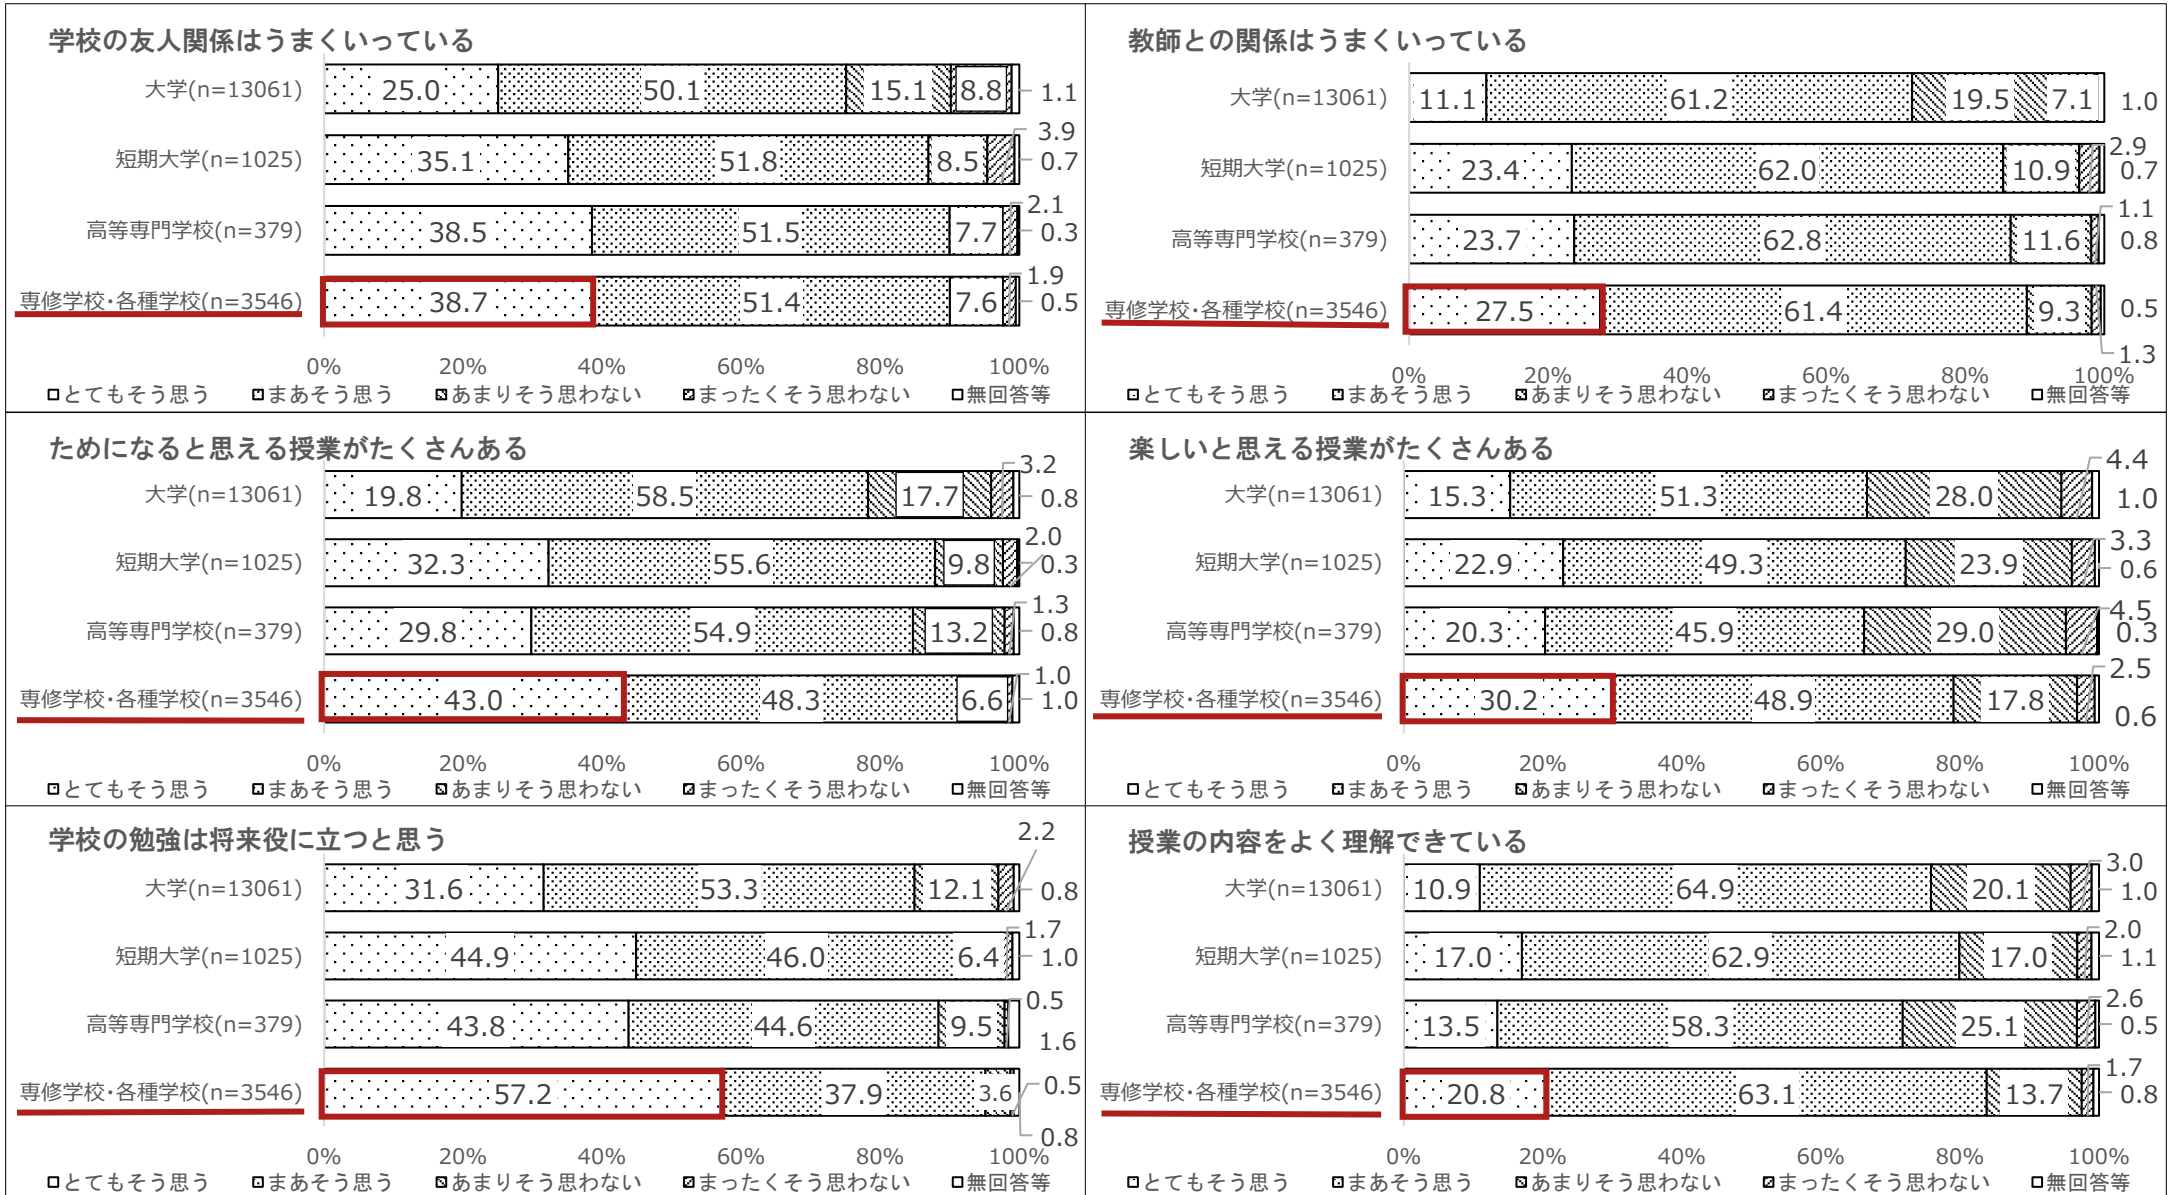 学校の友人関係はうまくいっている
大学(n=13061) 25.0 50.1 15.1 8.8 1.1
短期大学(n=1025) 35.1 51.8 8.5 3.9 0.7
高等専門学校(n=379) 38.5 51.5 7.7 2.1 0.3
専修学校・各種学校(n=3546) 38.7 51.4 7.6 1.9 0.5
0% 20% 40% 60% 80% 100%
とてもそう思う まあそう思う あまりそう思わない まったくそう思わない 無回答等
教師との関係はうまくいっている
大学(n=13061) 11.1 61.2 19.5 7.1 1.0
短期大学(n=1025) 23.4 62.0 10.9 2.9 0.7
高等専門学校(n=379) 23.7 62.8 11.6 1.1 0.8
専修学校・各種学校(n=3546) 27.5 61.4 9.3 0.5 1.3
0% 20% 40% 60% 80% 100%
とてもそう思う まあそう思う あまりそう思わない まったくそう思わない 無回答等
ためになると思える授業がたくさんある
大学(n=13061) 19.8 58.5 17.7 3.2 0.8
短期大学(n=1025) 32.3 55.6 9.8 2.0 0.3
高等専門学校(n=379) 29.8 54.9 13.2 1.3 0.8
専修学校・各種学校(n=3546) 43.0 48.3 6.6 1.0 1.0
0% 20% 40% 60% 80% 100%
とてもそう思う まあそう思う あまりそう思わない まったくそう思わない 無回答等
楽しいと思える授業がたくさんある
大学(n=13061) 15.3 51.3 28.0 4.4 1.0
短期大学(n=1025) 22.9 49.3 23.9 3.3 0.6
高等専門学校(n=379) 20.3 45.9 29.0 4.5 0.3
専修学校・各種学校(n=3546) 30.2 48.9 17.8 2.5 0.6
0% 20% 40% 60% 80% 100%
とてもそう思う まあそう思う あまりそう思わない まったくそう思わない 無回答等
学校の勉強は将来役に立つと思う
大学(n=13061) 31.6 53.3 12.1 2.2 0.8
短期大学(n=1025) 44.9 46.0 6.4 1.7 1.0
高等専門学校(n=379) 43.8 44.6 9.5 0.5 1.6
専修学校・各種学校(n=3546) 57.2 37.9 3.6 0.5 0.8
0% 20% 40% 60% 80% 100%
とてもそう思う まあそう思う あまりそう思わない まったくそう思わない 無回答等
授業の内容をよく理解できている
大学(n=13061) 10.9 64.9 20.1 3.0 1.0
短期大学(n=1025) 17.0 62.9 17.0 2.0 1.1
高等専門学校(n=379) 13.5 58.3 25.1 2.6 0.5
専修学校・各種学校(n=3546) 20.8 63.1 13.7 1.7 0.8
0% 20% 40% 60% 80% 100%
とてもそう思う まあそう思う あまりそう思わない まったくそう思わない 無回答等